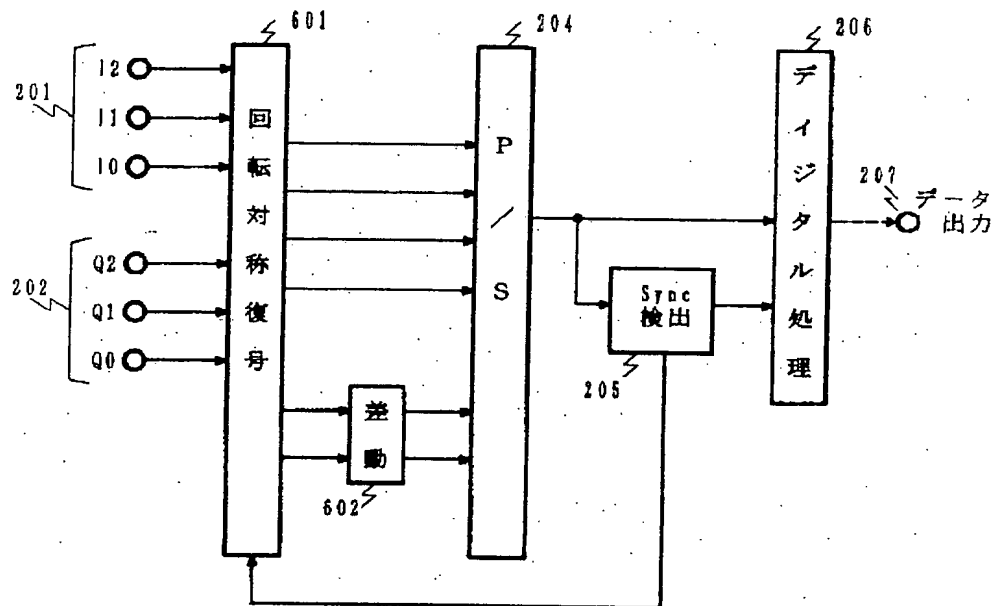 601
204
206
201
I2
I1
I0
202
Q2
Q1
Q0
回転対称復号
P/S
差動
602
Sync
検出
205
ディジタル処理
207
データ
出力